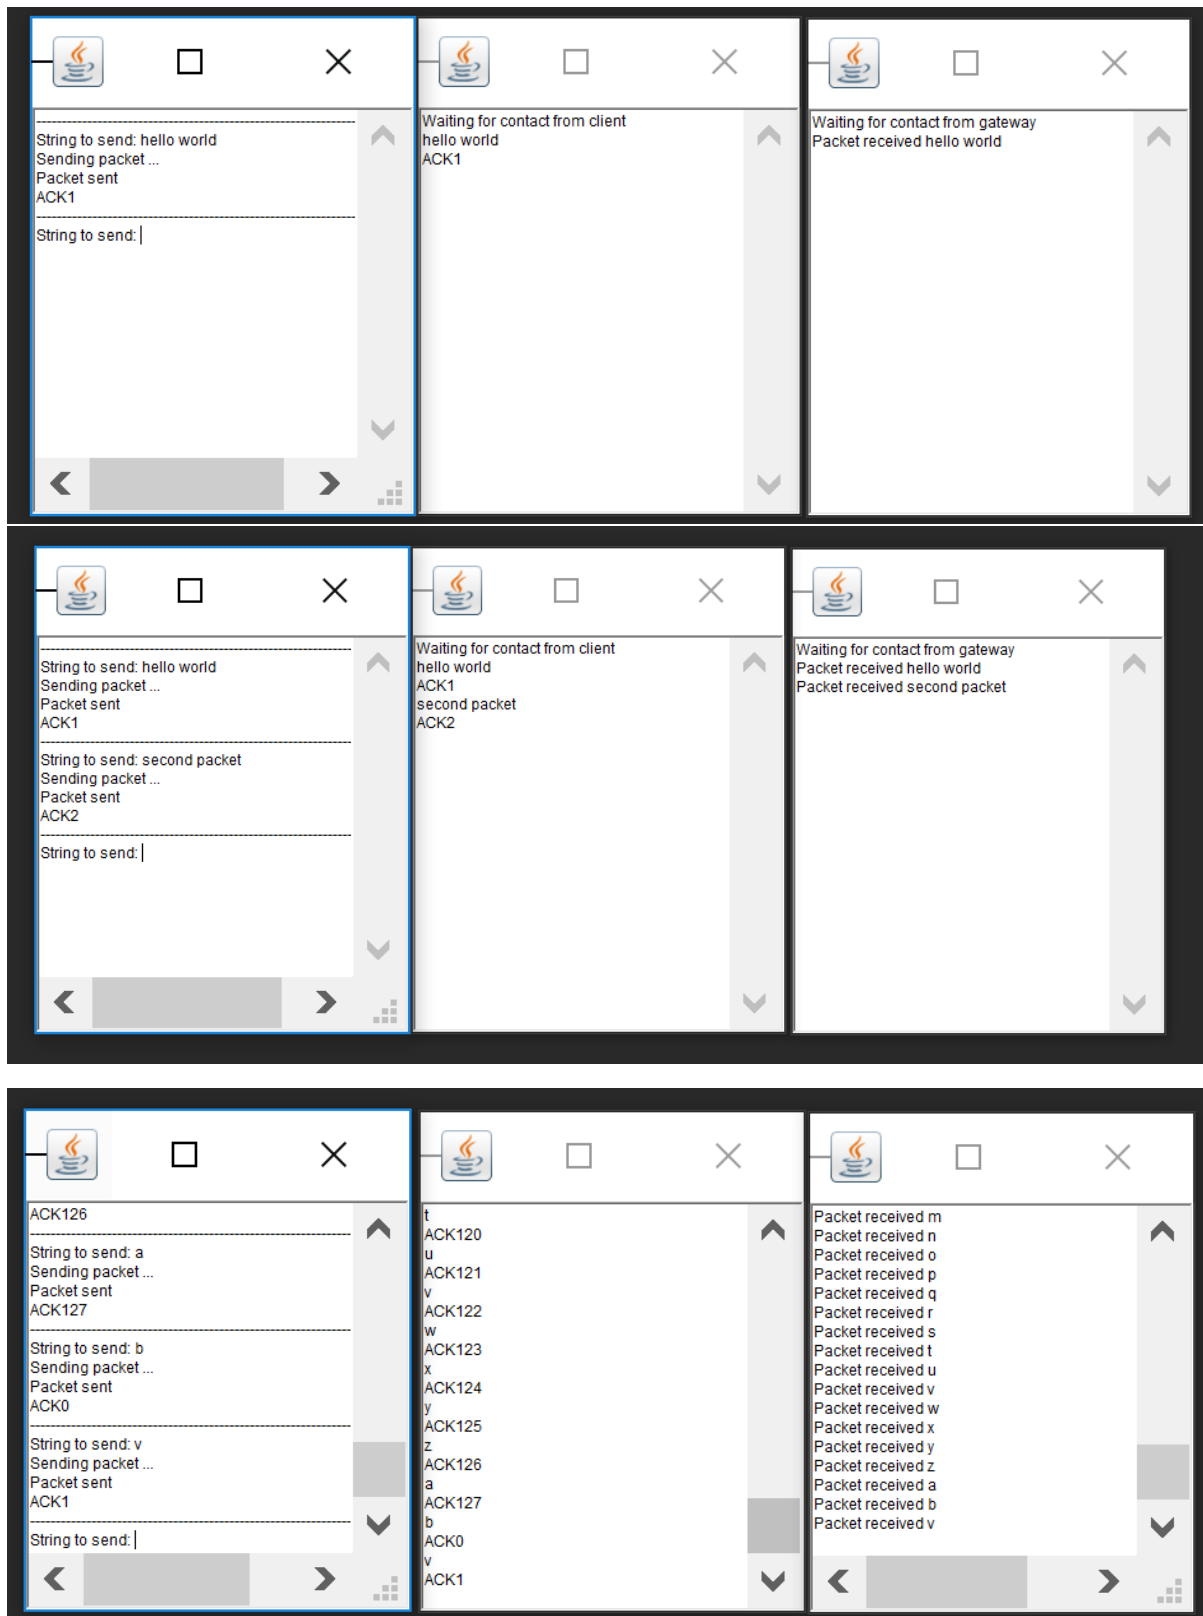 --------------------------------------------------------------------------------
String to send: hello world
Sending packet ...
Packet sent
ACK1
--------------------------------------------------------------------------------
String to send:
Waiting for contact from client
hello world
ACK1
Waiting for contact from gateway
Packet received hello world
--------------------------------------------------------------------------------
String to send: hello world
Sending packet ...
Packet sent
ACK1
--------------------------------------------------------------------------------
String to send: second packet
Sending packet ...
Packet sent
ACK2
--------------------------------------------------------------------------------
String to send:
Waiting for contact from client
hello world
ACK1
second packet
ACK2
Waiting for contact from gateway
Packet received hello world
Packet received second packet
ACK126
--------------------------------------------------------------------------------
String to send: a
Sending packet ...
Packet sent
ACK127
--------------------------------------------------------------------------------
String to send: b
Sending packet ...
Packet sent
ACK0
--------------------------------------------------------------------------------
String to send: v
Sending packet ...
Packet sent
ACK1
--------------------------------------------------------------------------------
String to send:
t
ACK120
u
ACK121
v
ACK122
w
ACK123
x
ACK124
y
ACK125
z
ACK126
a
ACK127
b
ACK0
v
ACK1
Packet received m
Packet received n
Packet received o
Packet received p
Packet received q
Packet received r
Packet received s
Packet received t
Packet received u
Packet received v
Packet received w
Packet received x
Packet received y
Packet received z
Packet received a
Packet received b
Packet received v